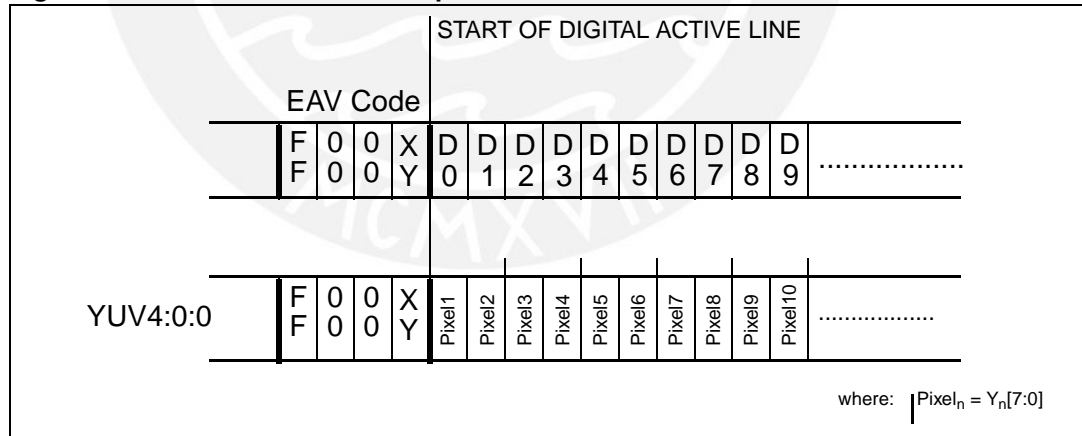 START OF DIGITAL ACTIVE LINE
EAV Code
F F 0 0 0 0 X Y D 0 D 1 D 2 D 3 D 4 D 5 D 6 D 7 D 8 D 9 ..................
YUV4:0:0 F F 0 0 0 0 X Y Pixel1 Pixel2 Pixel3 Pixel4 Pixel5 Pixel6 Pixel7 Pixel8 Pixel9 Pixel10 ..................
where: Pixeln = Yn[7:0]